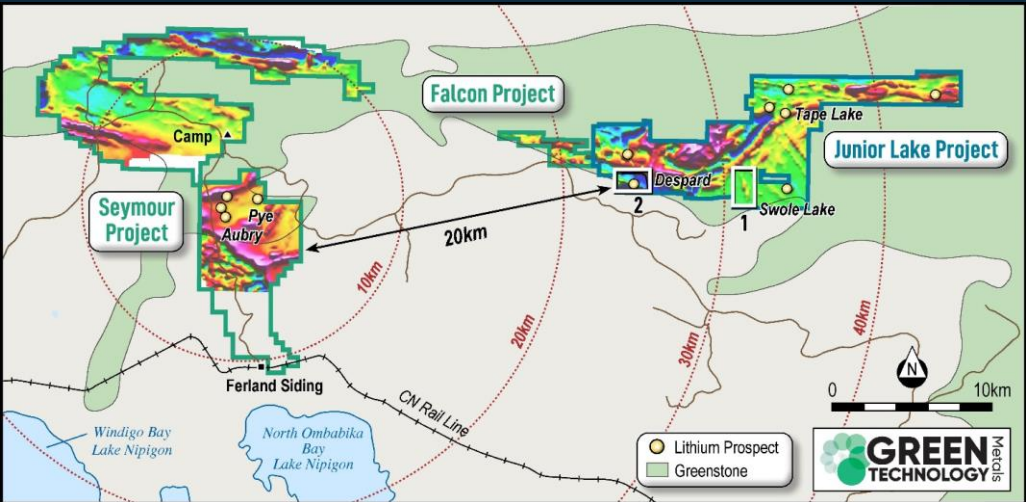 Falcon Project
Camp
Tape Lake
Junior Lake Project
Seymour
Project
Pye
Aubry
Despard
2
1
Swole Lake
20km
10km
20km
30km
40km
Ferland Siding
CN Rail Line
N
0 10km
Windigo Bay
Lake Nipigon
North Ombabika
Bay
Lake Nipigon
Lithium Prospect
Greenstone
GREEN
TECHNOLOGY
Metals